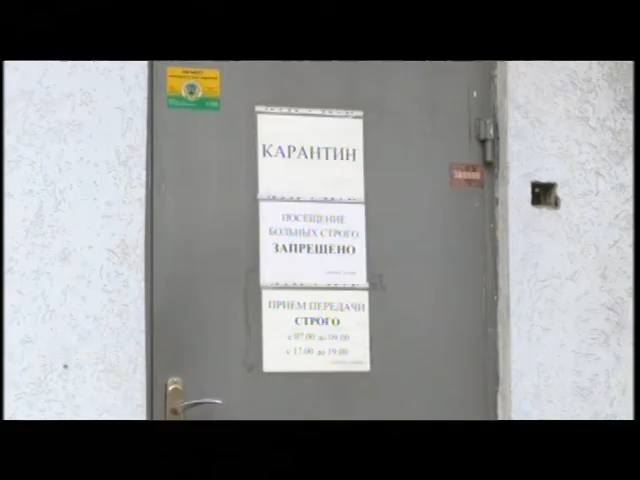 КАРАНТИН
ПОСЕЩЕНИЕ
БОЛЬНЫХ СТРОГО
ЗАПРЕЩЕНО
ПРИЕМ ПЕРЕДАЧИ
СТРОГО
с 07.00 до 09.00
с 17.00 до 19.00